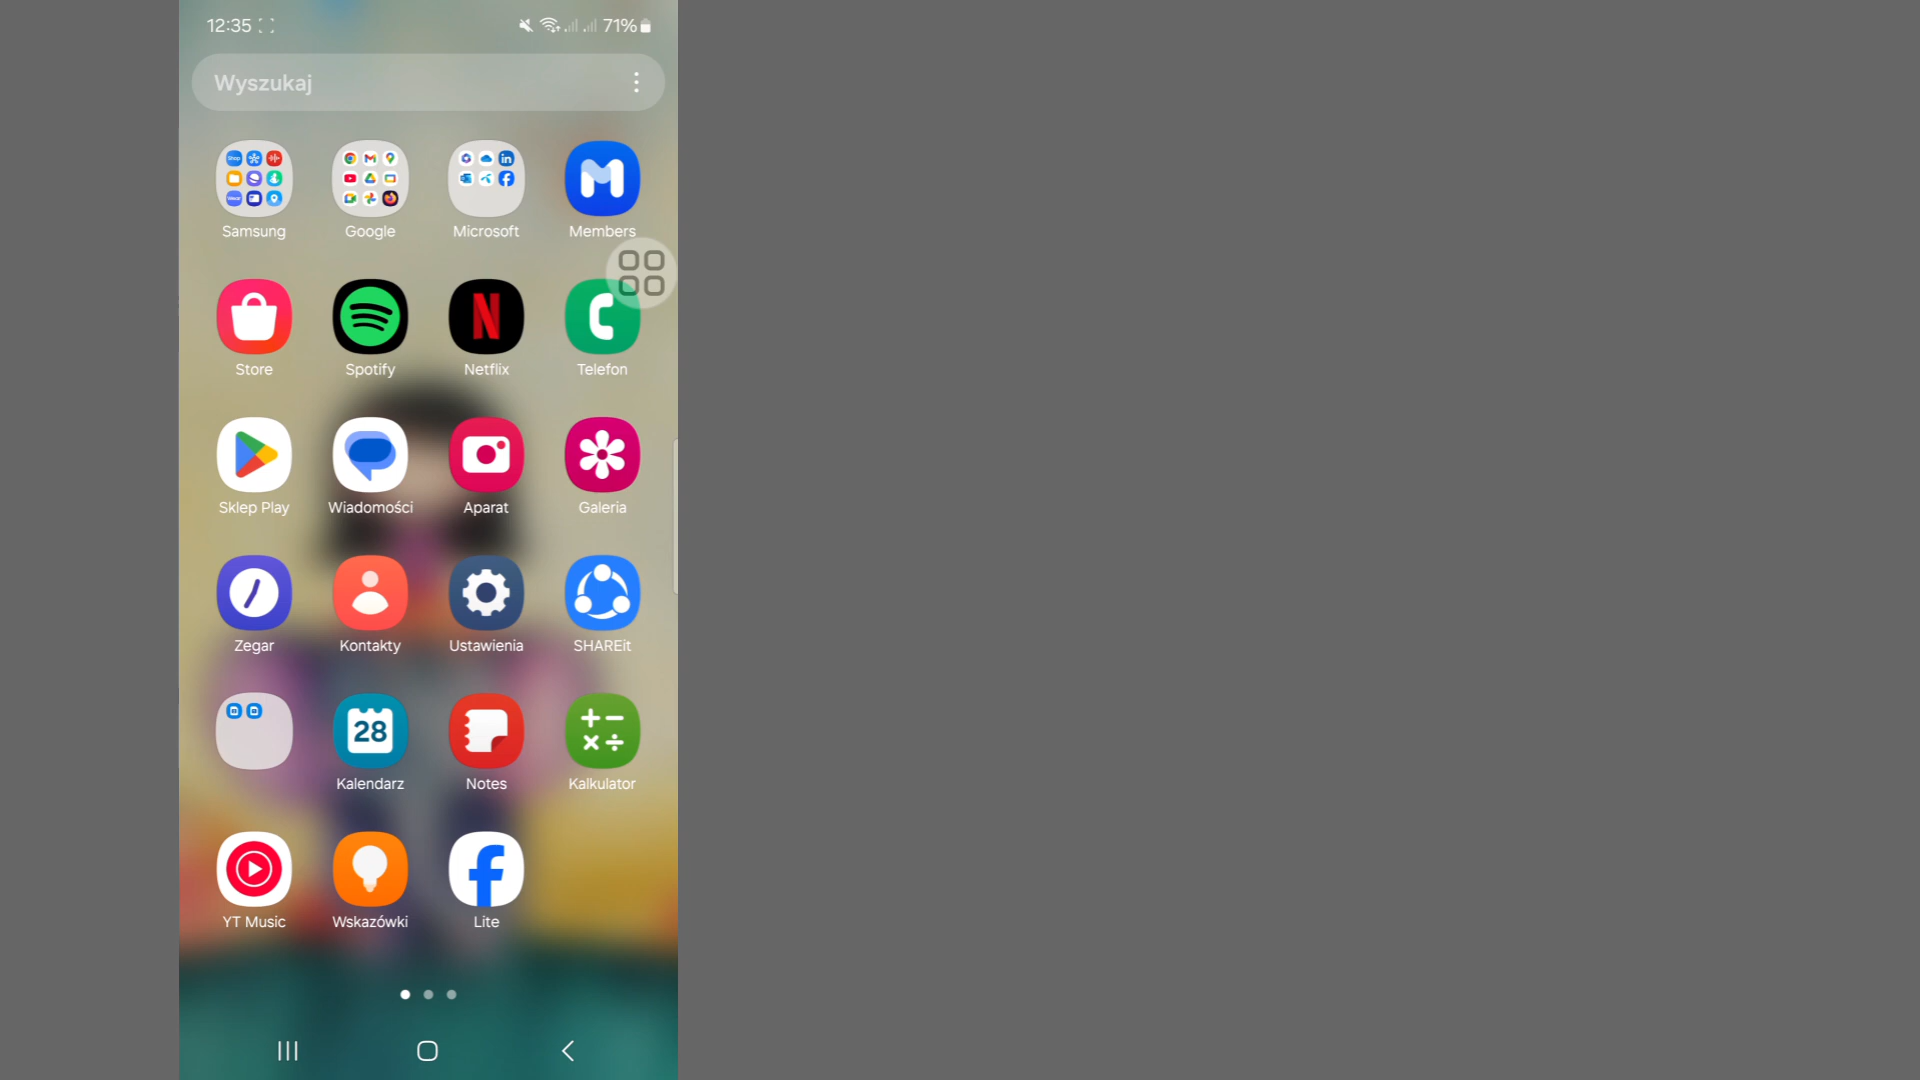 12:35 71%
Wyszukaj
Samsung Google Microsoft Members
Store Spotify Netflix Telefon
Sklep Play Wiadomości Aparat Galeria
Zegar Kontakty Ustawienia SHAREit
28
Kalendarz Notes Kalkulator
YT Music Wskazówki Lite